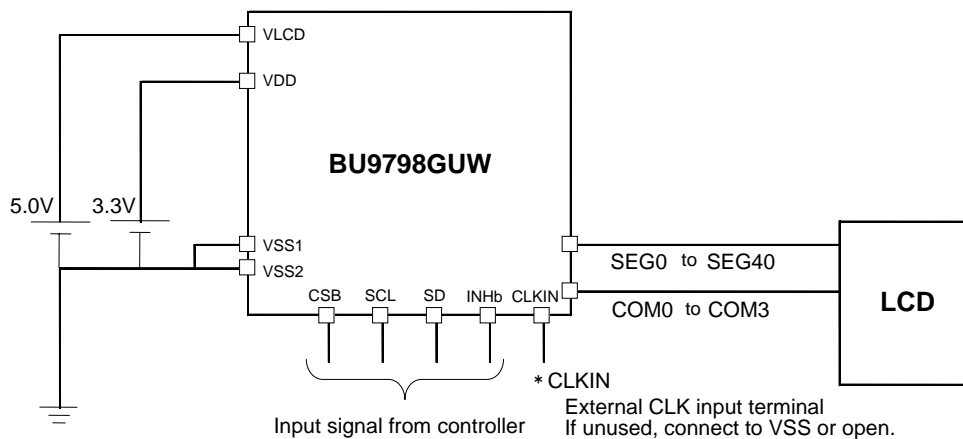 VLCD
VDD
BU9798GUW
5.0V
3.3V
VSS1
VSS2
SEG0 to SEG40
CSB
SCL
SD
INHb
CLKIN
COM0 to COM3
LCD
* CLKIN
Input signal from controller
External CLK input terminal
If unused, connect to VSS or open.